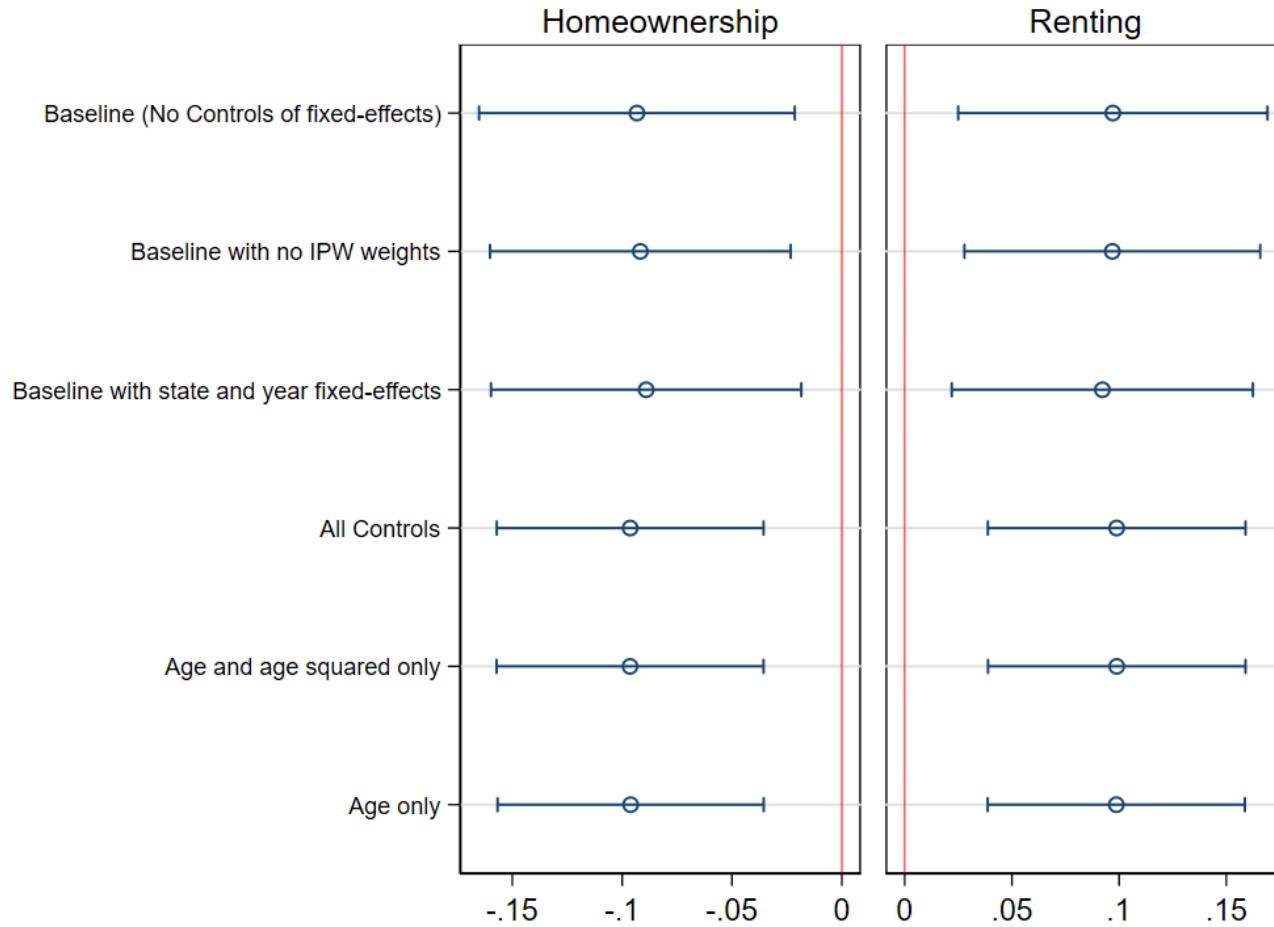 Homeownership
Renting
Baseline (No Controls of fixed-effects)
Baseline with no IPW weights
Baseline with state and year fixed-effects
All Controls
Age and age squared only
Age only
-.15 -.1 -.05 0
0 .05 .1 .15